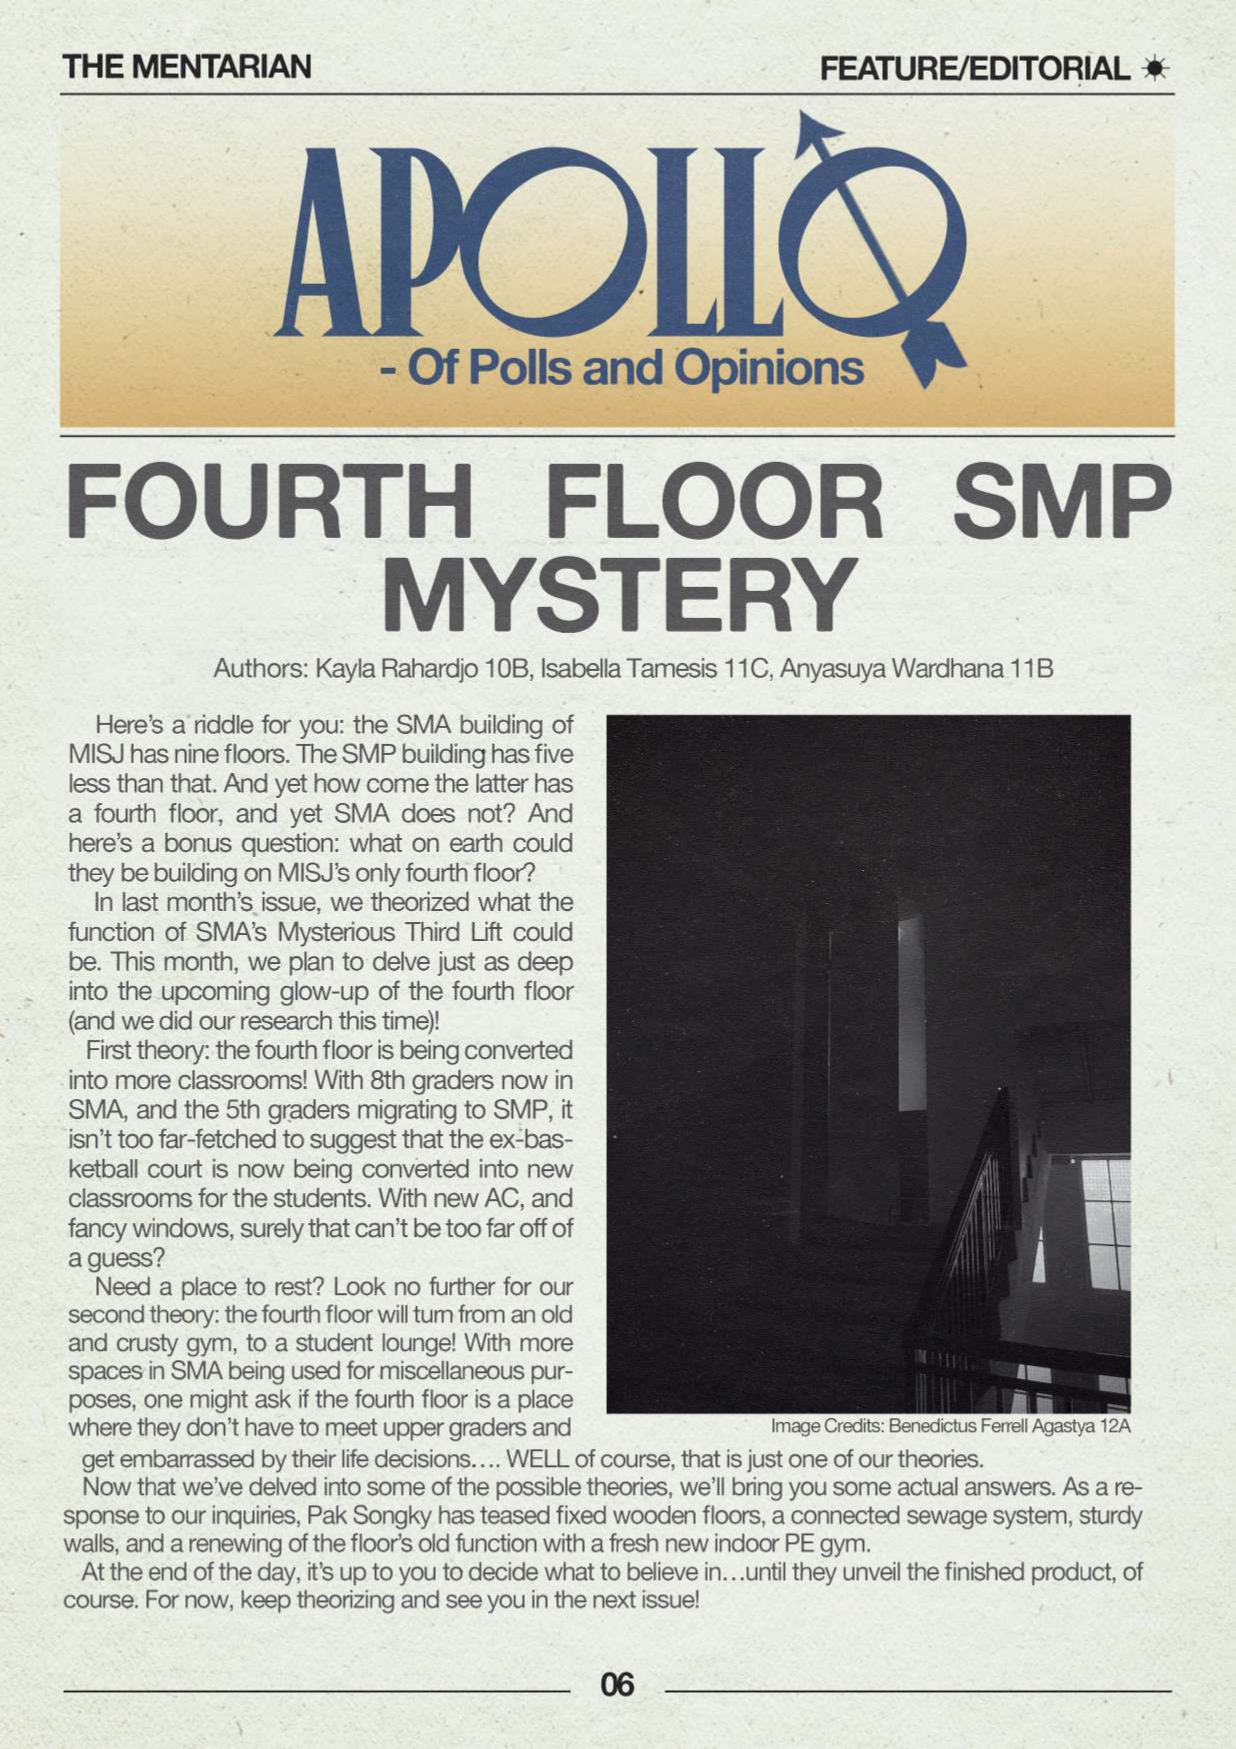 THE MENTARIAN
FEATURE/EDITORIAL
APOLLO
- Of Polls and Opinions
FOURTH FLOOR SMP
MYSTERY
Authors: Kayla Rahardjo 10B, Isabella Tamesis 11C, Anyasuya Wardhana 11B
Here's a riddle for you: the SMA building of
MISJ has nine floors. The SMP building has five
less than that. And yet how come the latter has
a fourth floor, and yet SMA does not? And
here's a bonus question: what on earth could
they be building on MISJ's only fourth floor?
In last month's issue, we theorized what the
function of SMA's Mysterious Third Lift could
be. This month, we plan to delve just as deep
into the upcoming glow-up of the fourth floor
(and we did our research this time)!
First theory: the fourth floor is being converted
into more classrooms! With 8th graders now in
SMA, and the 5th graders migrating to SMP, it
isn't too far-fetched to suggest that the ex-bas-
ketball court is now being converted into new
classrooms for the students. With new AC, and
fancy windows, surely that can't be too far off of
a guess?
Need a place to rest? Look no further for our
second theory: the fourth floor will turn from an old
and crusty gym, to a student lounge! With more
spaces in SMA being used for miscellaneous pur-
poses, one might ask if the fourth floor is a place
where they don't have to meet upper graders and
get embarrassed by their life decisions.... WELL of course, that is just one of our theories.
Now that we've delved into some of the possible theories, we'll bring you some actual answers. As a re-
sponse to our inquiries, Pak Songky has teased fixed wooden floors, a connected sewage system, sturdy
walls, and a renewing of the floor's old function with a fresh new indoor PE gym.
At the end of the day, it's up to you to decide what to believe in...until they unveil the finished product, of
course. For now, keep theorizing and see you in the next issue!
Image Credits: Benedictus Ferrell Agastya 12A
06